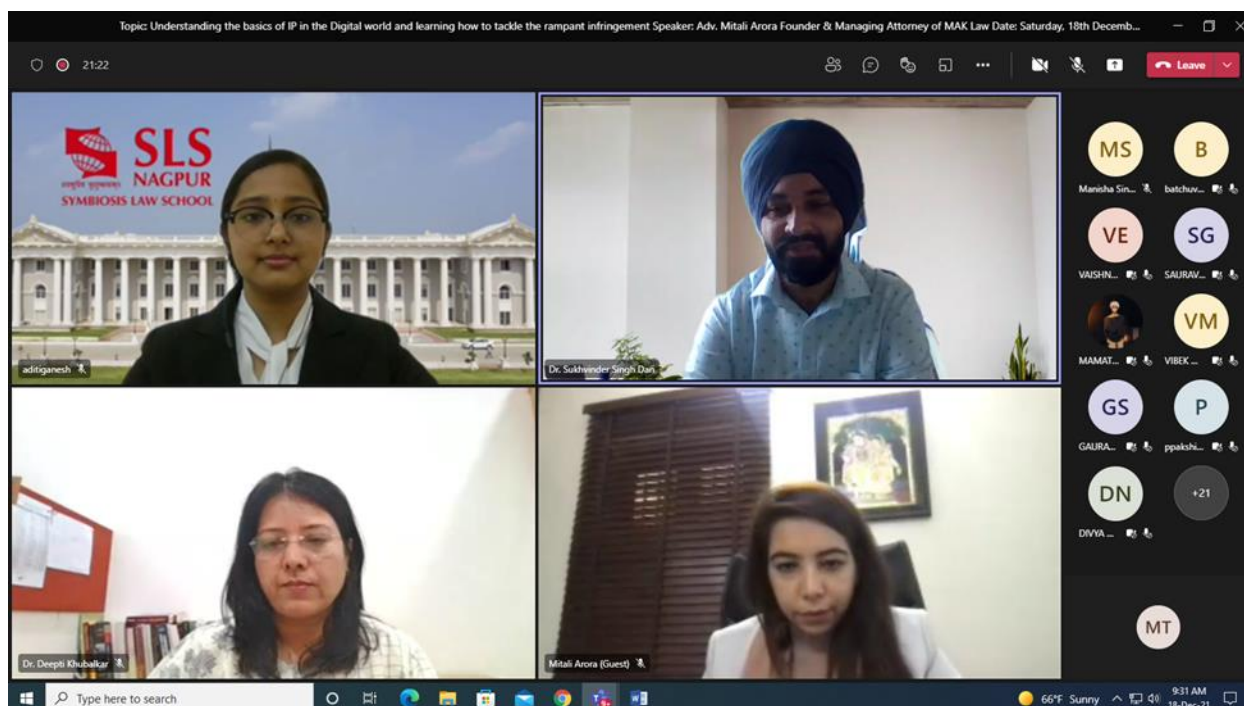 Topic: Understanding the basics of IP in the Digital world and learning how to tackle the rampant infringement Speaker: Adv. Mitali Arora Founder & Managing Attorney of MAK Law Date: Saturday, 18th Decemb...
21:22
Leave
SLS
NAGPUR
SYMBIOSIS LAW SCHOOL
aditiganesh
Dr. Sukhvinder Singh Dari
Dr. Deepti Khubalkar
Mitali Arora (Guest)
MS
B
Manisha Sin...
batchuv...
VE
SG
VAISHN...
SAURAV...
VM
MAMAT...
VIBEK ...
GS
P
GAURA...
ppakshi...
DN
+21
DIVYA ...
MT
Type here to search
66°F Sunny
9:31 AM
18-Dec-21